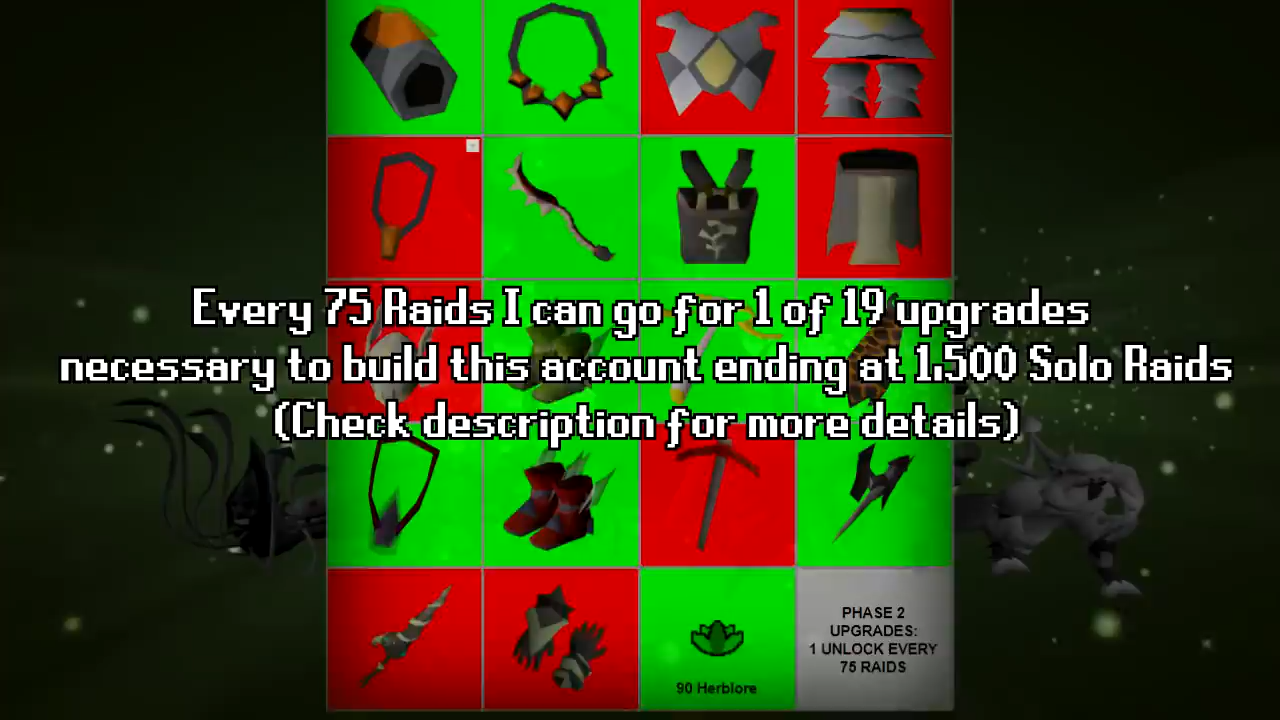 Every 75 Raids I can go for 1 of 19 upgrades
necessary to build this account ending at 1.500 Solo Raids
(Check description for more details)
PHASE 2
UPGRADES:
1 UNLOCK EVERY
75 RAIDS
90 Herblore